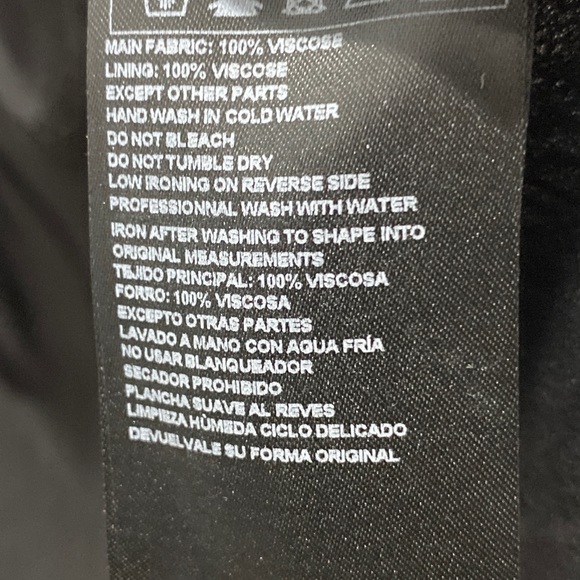 MAIN FABRIC: 100% VISCOSE
LINING: 100% VISCOSE
EXCEPT OTHER PARTS
HAND WASH IN COLD WATER
DO NOT BLEACH
DO NOT TUMBLE DRY
LOW IRONING ON REVERSE SIDE
PROFESSIONNAL WASH WITH WATER
IRON AFTER WASHING TO SHAPE INTO
ORIGINAL MEASUREMENTS
TEJIDO PRINCIPAL: 100% VISCOSA
FORRO: 100% VISCOSA
EXCEPTO OTRAS PARTES
LAVADO A MANO CON AGUA FRÍA
NO USAR BLANQUEADOR
SECADOR PROHIBIDO
PLANCHA SUAVE AL REVES
LIMPIEZA HÙMEDA CICLO DELICADO
DEVUELVALE SU FORMA ORIGINAL